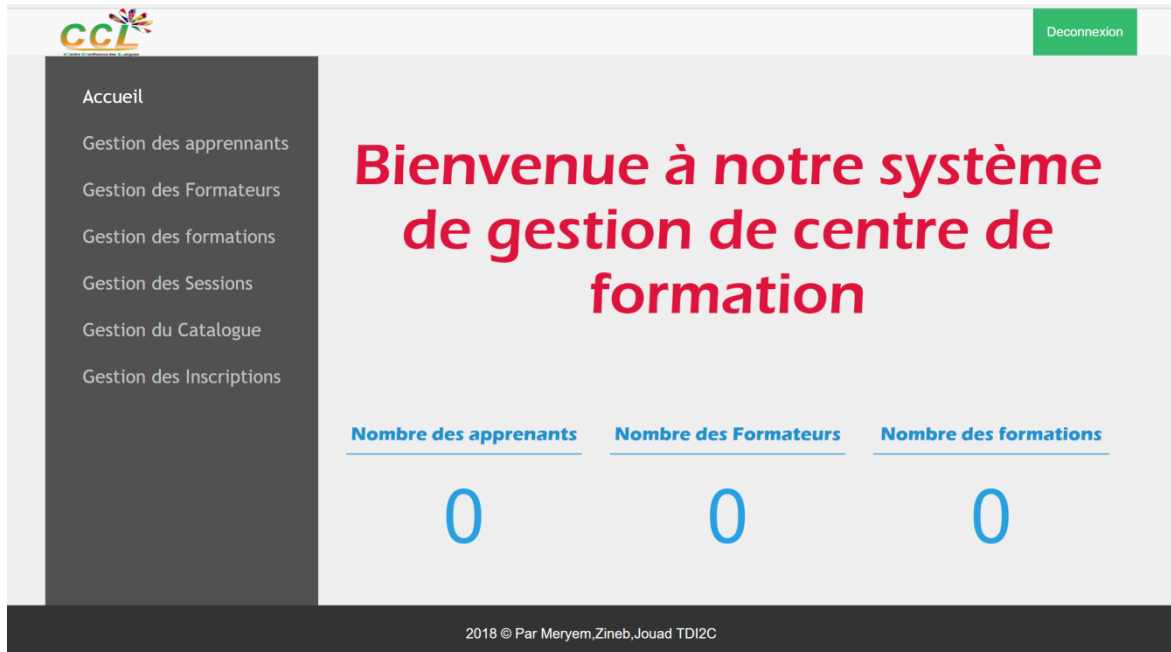 CCL
Deconnexion
Accueil
Gestion des apprennants
Gestion des Formateurs
Gestion des formations
Gestion des Sessions
Gestion du Catalogue
Gestion des Inscriptions
Bienvenue à notre système
de gestion de centre de
formation
Nombre des apprenants
Nombre des Formateurs
Nombre des formations
0
0
0
2018 © Par Meryem,Zineb,Jouad TDI2C